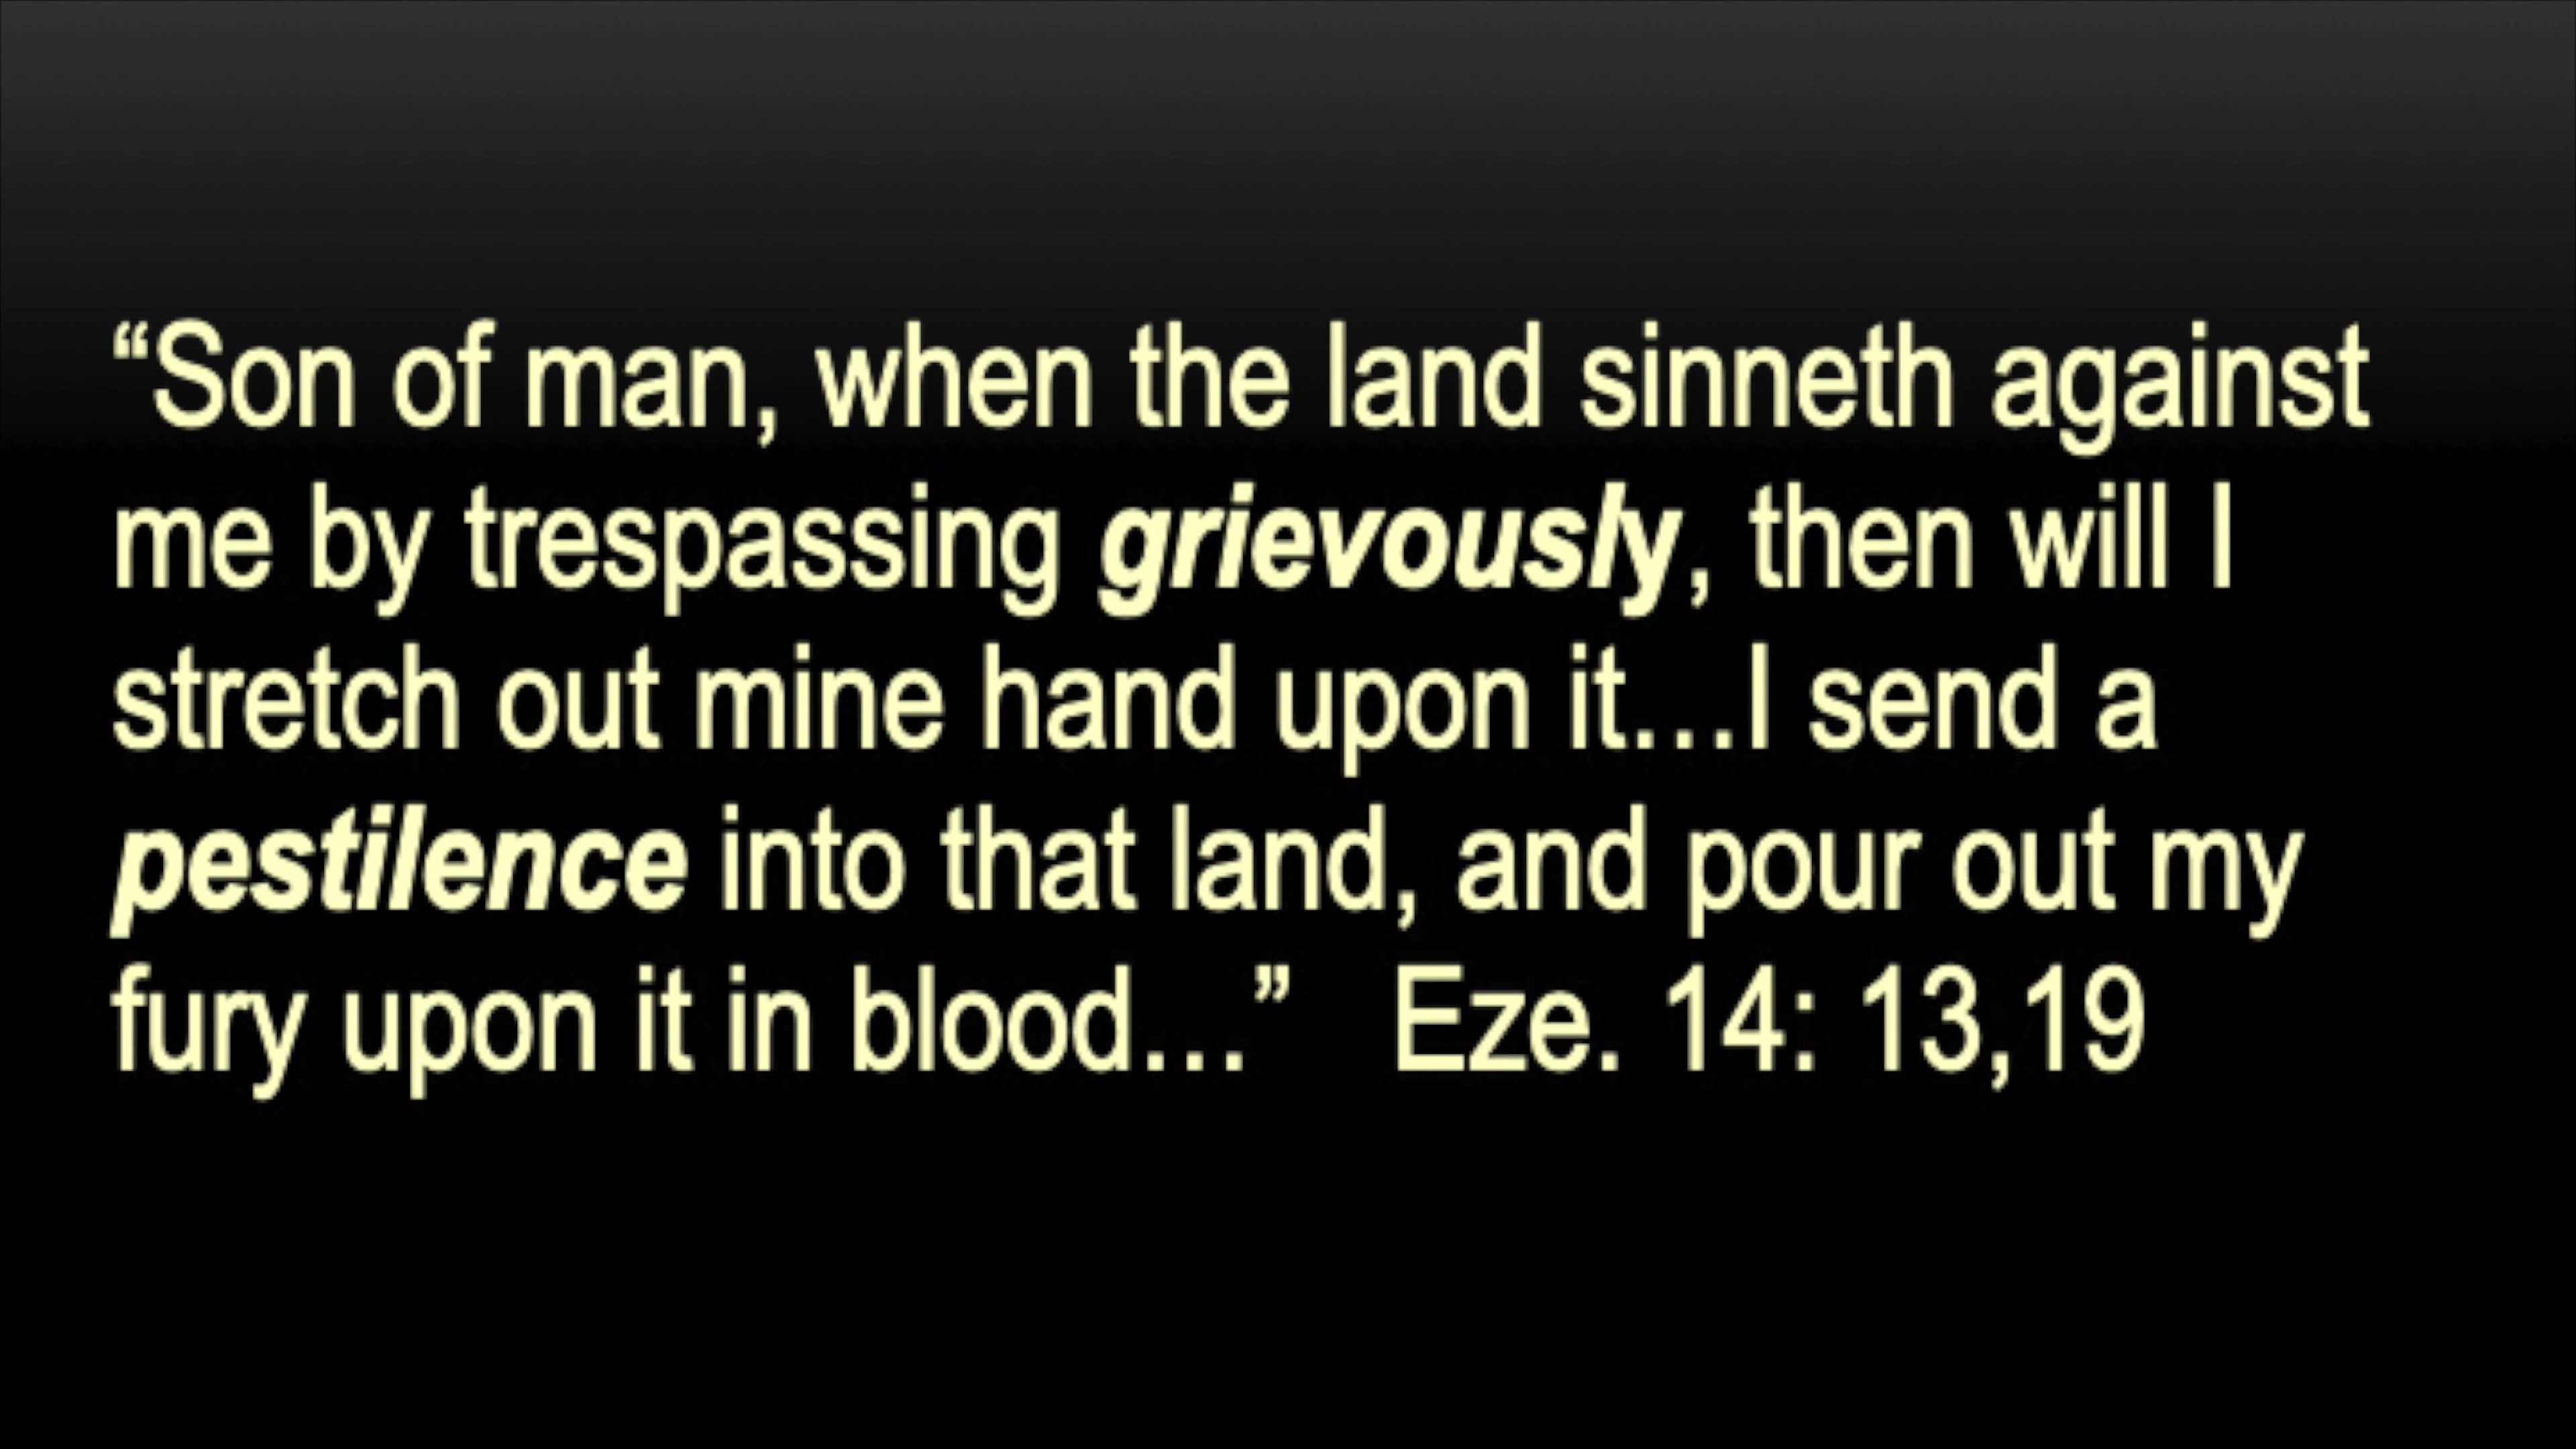 “Son of man, when the land sinneth against
me by trespassing grievously, then will I
stretch out mine hand upon it…I send a
pestilence into that land, and pour out my
fury upon it in blood…”   Eze. 14: 13,19